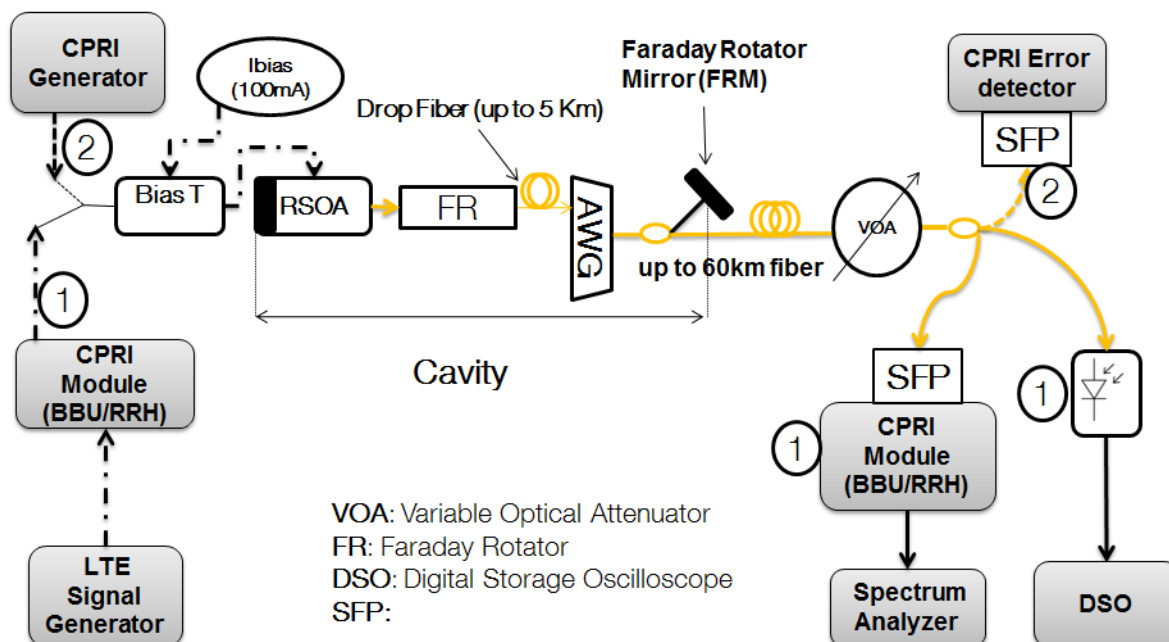 CPRI
Generator
Ibias
(100mA)
Faraday Rotator
Mirror (FRM)
CPRI Error
detector
SFP
Drop Fiber (up to 5 Km)
2
2
Bias T
RSOA
FR
AWG
VOA
up to 60km fiber
1
CPRI
Module
(BBU/RRH)
Cavity
SFP
1
1
CPRI
Module
(BBU/RRH)
VOA: Variable Optical Attenuator
FR: Faraday Rotator
DSO: Digital Storage Oscilloscope
SFP:
LTE
Signal
Generator
Spectrum
Analyzer
DSO